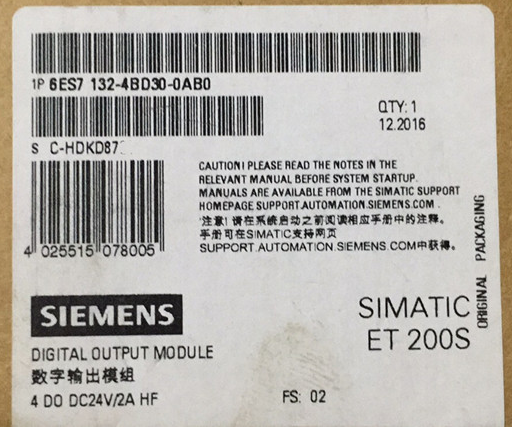 1P 6ES7 132-4BD30-0AB0
QTY: 1
12.2016
S C-HDKD87
CAUTION! PLEASE READ THE NOTES IN THE
RELEVANT MANUAL BEFORE SYSTEM STARTUP.
MANUALS ARE AVAILABLE FROM THE SIMATIC SUPPORT
HOMEPAGE SUPPORT.AUTOMATION.SIEMENS.COM.
注意! 请在系统启动之前阅读相应手册中的注释。
手册可在SIMATIC支持网页
SUPPORT.AUTOMATION.SIEMENS.COM中获得。
4 025515 078005
ORIGINAL PACKAGING
SIEMENS
SIMATIC
ET 200S
DIGITAL OUTPUT MODULE
数字输出模组
4 DO DC24V/2A HF
FS: 02